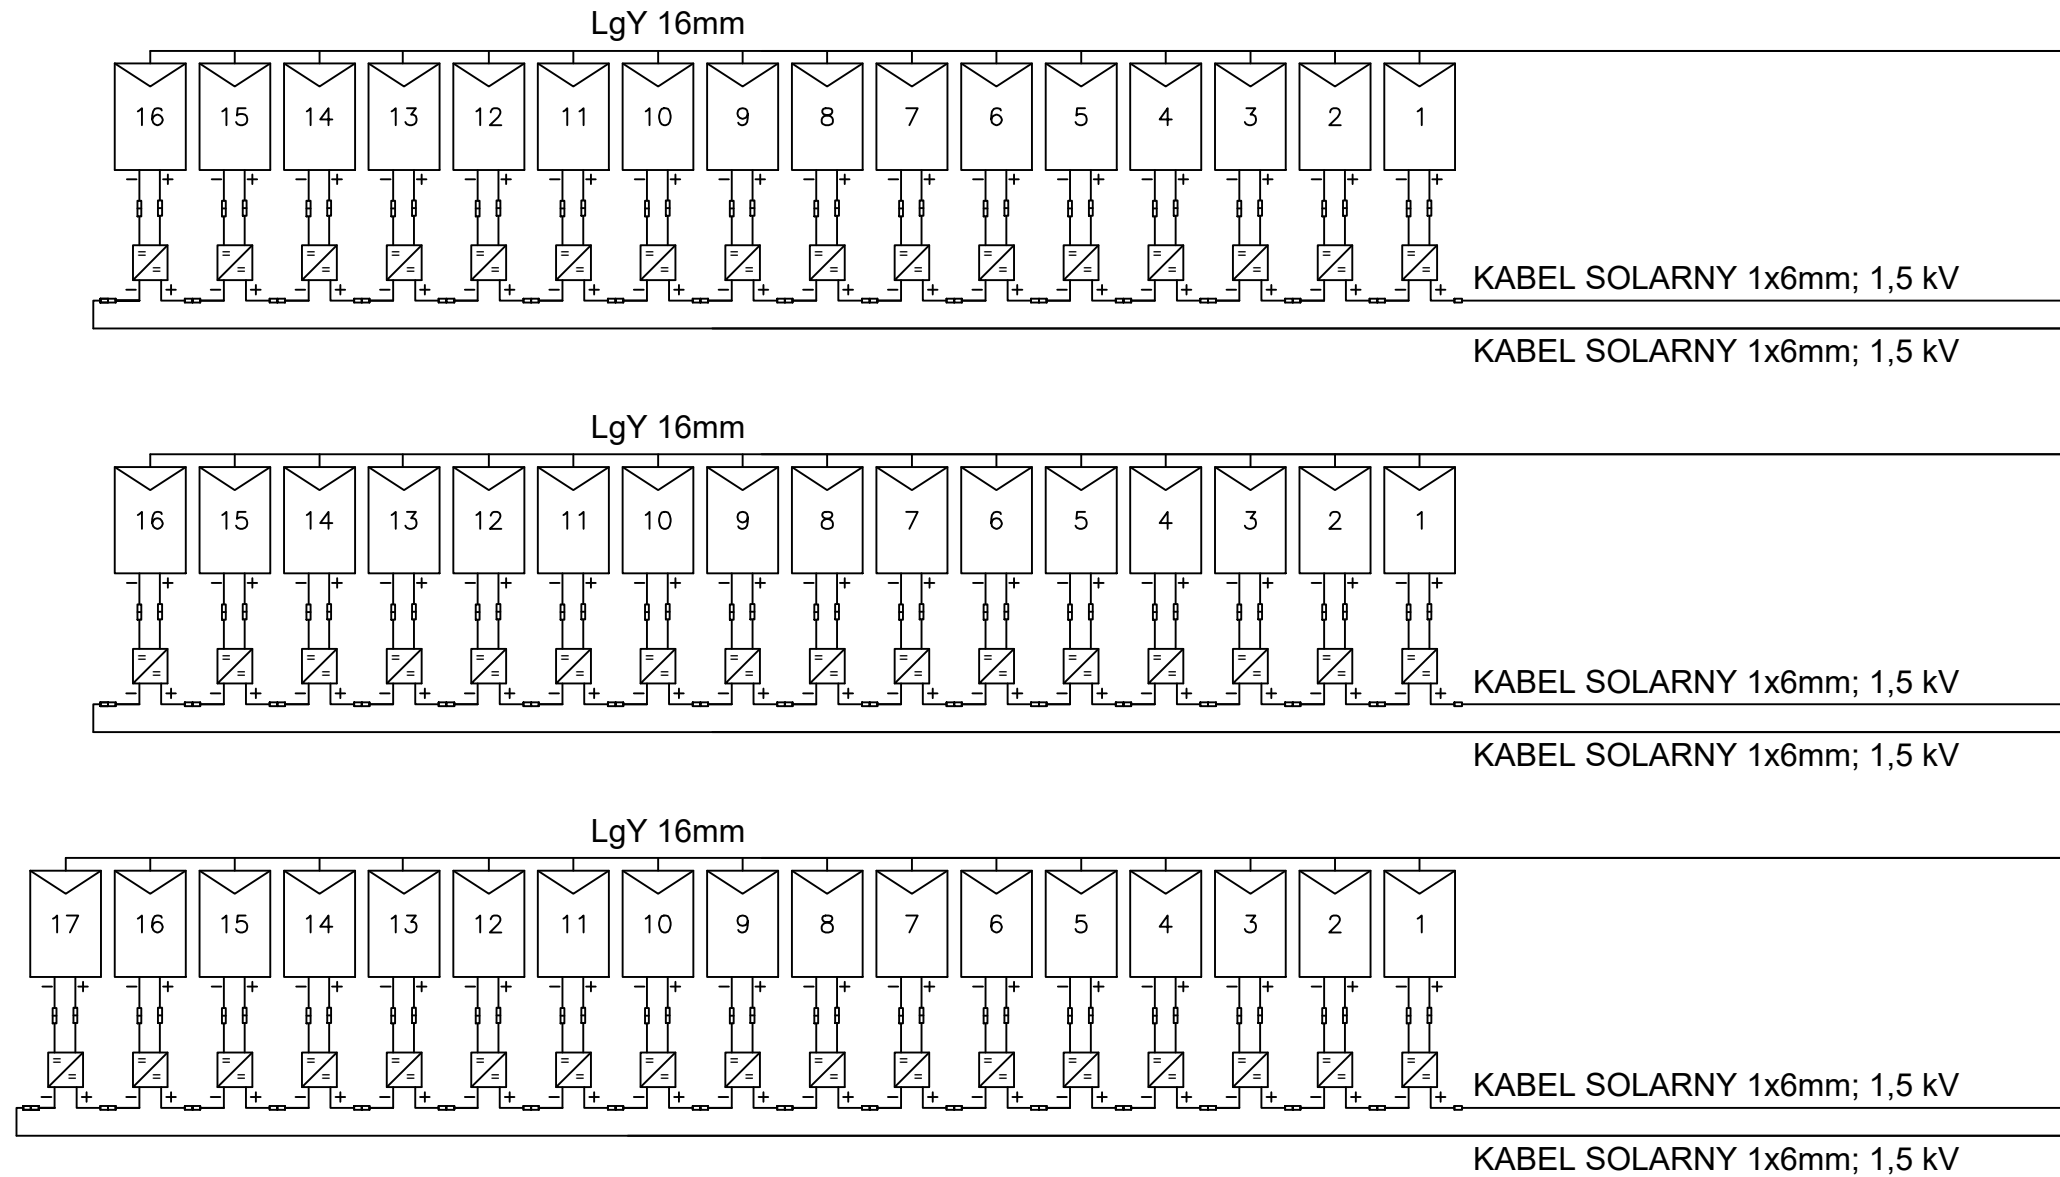 LgY 16mm
16 15 14 13 12 11 10 9 8 7 6 5 4 3 2 1
- + - + - + - + - + - + - + - + - + - + - + - + - + - + - + - +
= = = = = = = = = = = = = = = =
= = = = = = = = = = = = = = = =
- + - + - + - + - + - + - + - + - + - + - + - + - + - + - + - +
KABEL SOLARNY 1x6mm; 1,5 kV
KABEL SOLARNY 1x6mm; 1,5 kV
LgY 16mm
16 15 14 13 12 11 10 9 8 7 6 5 4 3 2 1
- + - + - + - + - + - + - + - + - + - + - + - + - + - + - + - +
= = = = = = = = = = = = = = = =
= = = = = = = = = = = = = = = =
- + - + - + - + - + - + - + - + - + - + - + - + - + - + - + - +
KABEL SOLARNY 1x6mm; 1,5 kV
KABEL SOLARNY 1x6mm; 1,5 kV
LgY 16mm
17 16 15 14 13 12 11 10 9 8 7 6 5 4 3 2 1
- + - + - + - + - + - + - + - + - + - + - + - + - + - + - + - + - +
= = = = = = = = = = = = = = = = =
= = = = = = = = = = = = = = = = =
- + - + - + - + - + - + - + - + - + - + - + - + - + - + - + - + - +
KABEL SOLARNY 1x6mm; 1,5 kV
KABEL SOLARNY 1x6mm; 1,5 kV